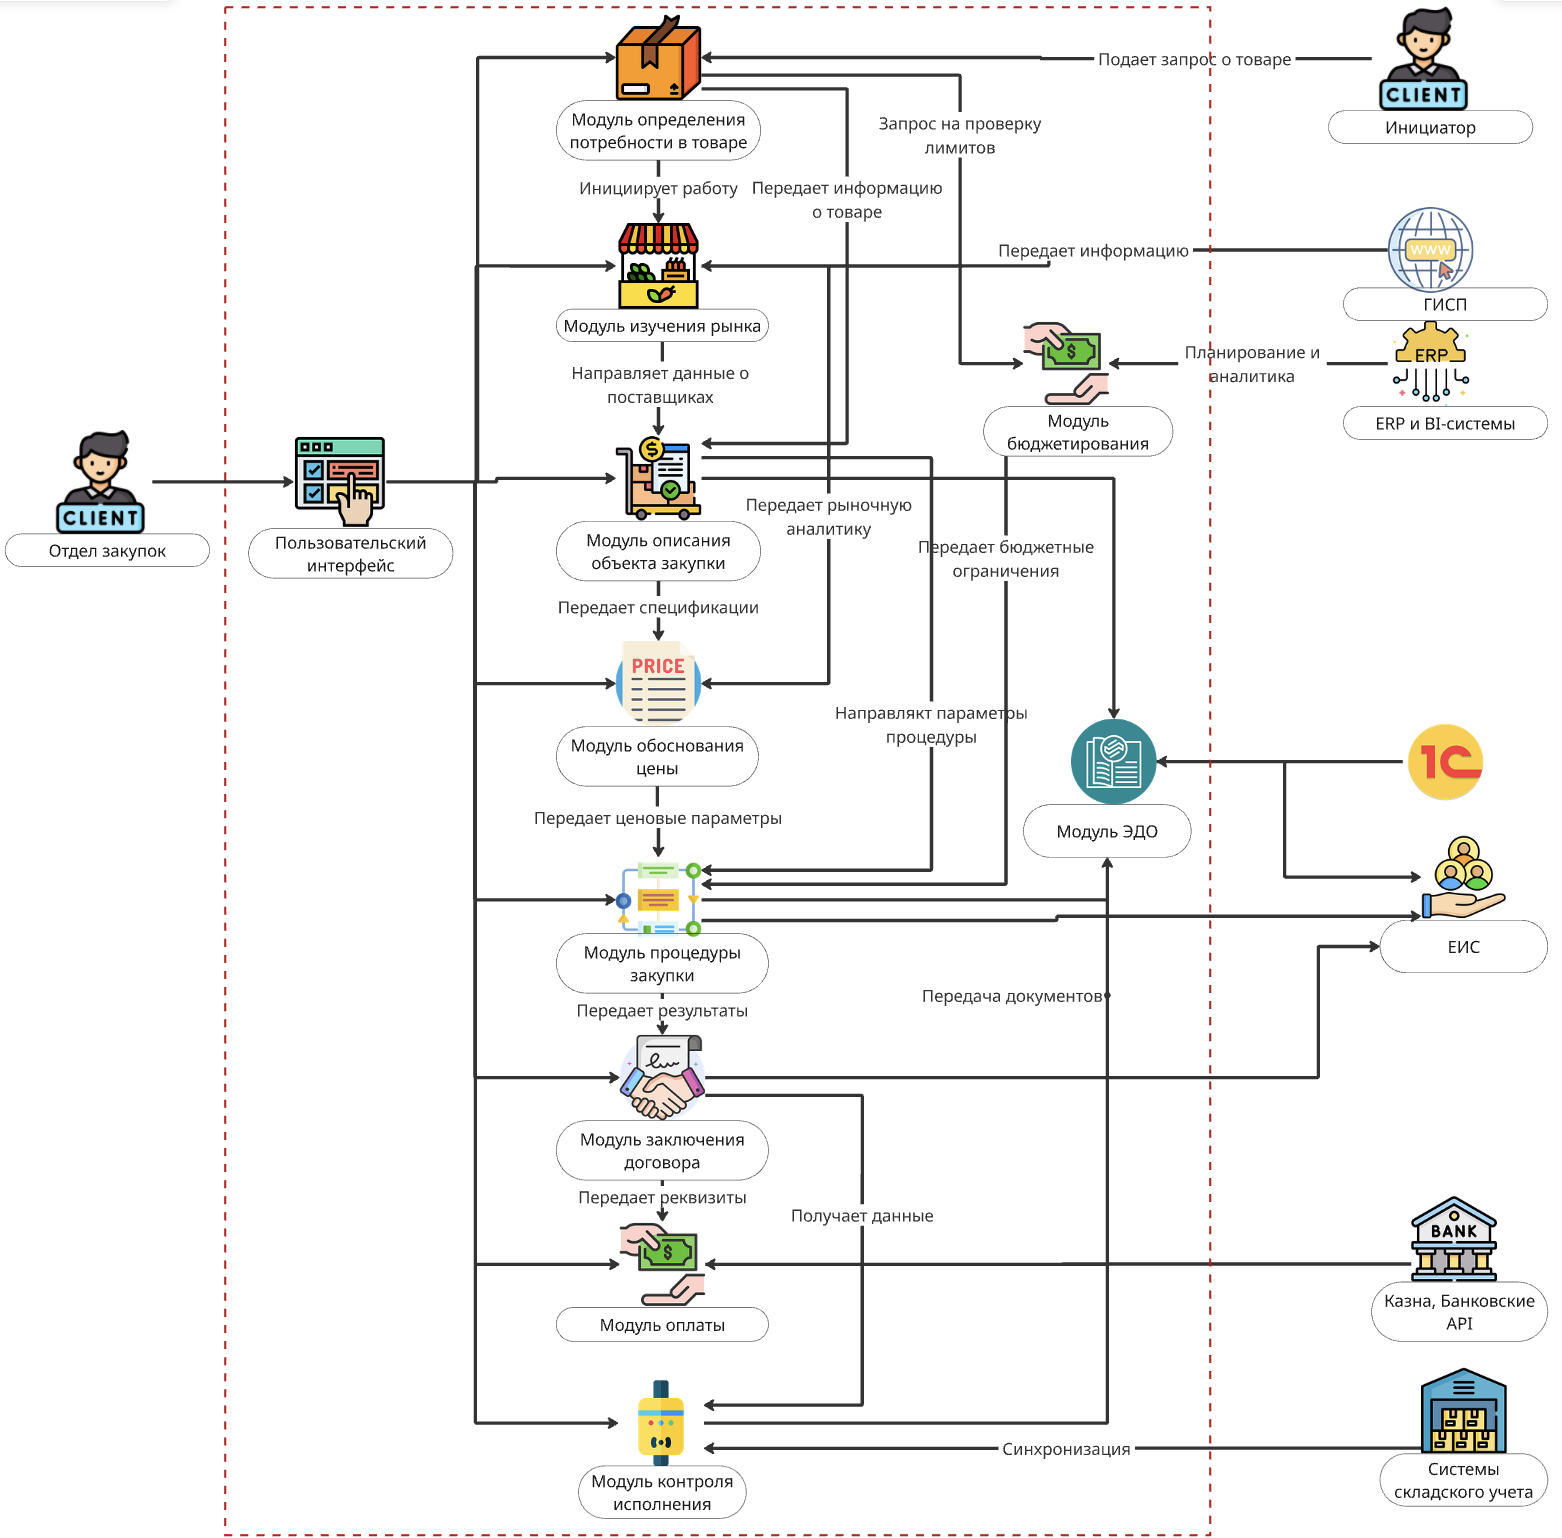 Подает запрос о товаре
CLIENT
Инициатор
Модуль определения
потребности в товаре
Запрос на проверку
лимитов
Инициирует работу
Передает информацию
о товаре
Передает информацию
www
ГИСП
Модуль изучения рынка
Планирование и
аналитика
ERP
ERP и BI-системы
$
Модуль
бюджетирования
Направляет данные о
поставщиках
CLIENT
Отдел закупок
Пользовательский
интерфейс
$
Модуль описания
объекта закупки
Передает рыночную
аналитику
Передает бюджетные
ограничения
Передает спецификации
PRICE
Модуль обоснования
цены
Направлякт параметры
процедуры
1С
Модуль ЭДО
Передает ценовые параметры
ЕИС
Модуль процедуры
закупки
Передача документов
Передает результаты
Модуль заключения
договора
Передает реквизиты
Получает данные
$
Модуль оплаты
BANK
Казна, Банковские
API
Модуль контроля
исполнения
Синхронизация
Системы
складского учета